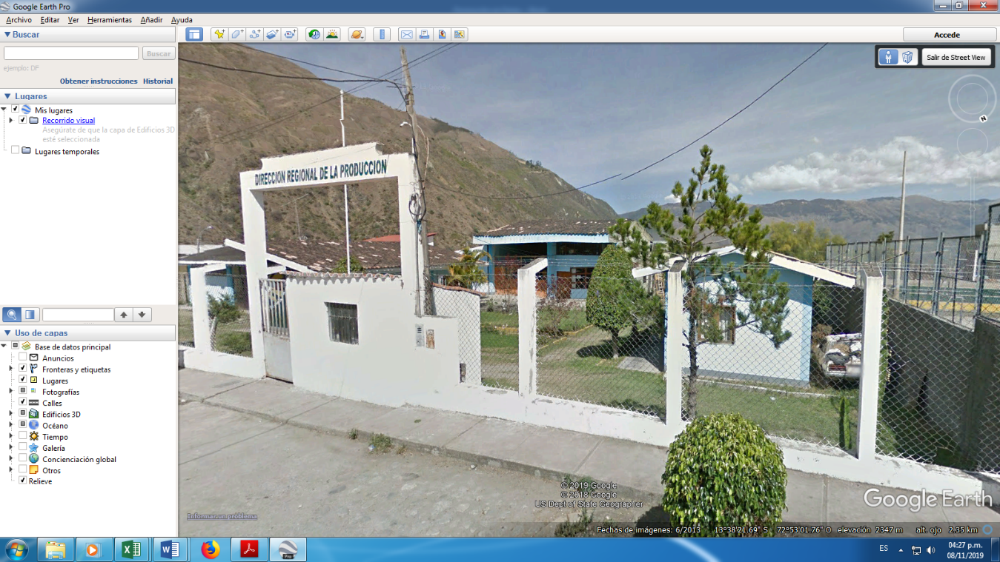 Google Earth Pro
Archivo Editar Ver Herramientas Añadir Ayuda
Buscar
Accede
Buscar
Salir de Street View
ejemplo: DF
Obtener instrucciones Historial
Lugares
Mis lugares
Recorrido visual
Asegúrate de que la capa de Edificios 3D
esté seleccionada
Lugares temporales
N
DIRECCION REGIONAL DE LA PRODUCCION
Uso de capas
Base de datos principal
Anuncios
Fronteras y etiquetas
Lugares
Fotografías
Calles
Edificios 3D
Océano
Tiempo
Galería
Concienciación global
Otros
Relieve
© 2019 Google
© 2018 Google
US Dept of State Geographer
Google Earth
Informar un problema
Fechas de imágenes: 6/2013 13°38'21.69" S 72°53'01.76" O elevación 2347 m alt. ojo 2.35 km
Pro
ES
04:27 p.m.
08/11/2019